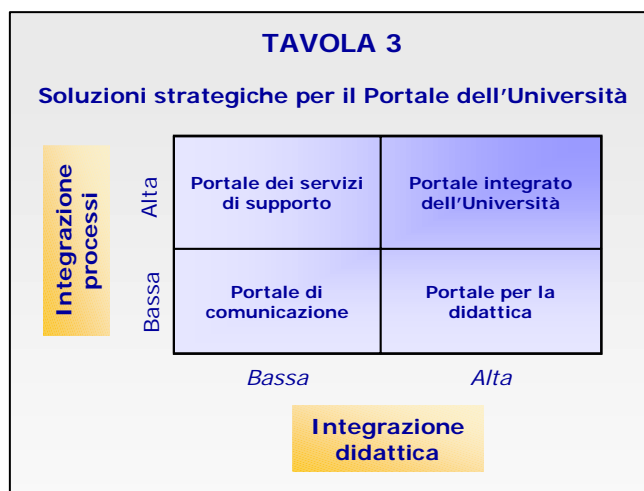 TAVOLA 3
Soluzioni strategiche per il Portale dell'Università
Integrazione
processi
Alta
Portale dei servizi
di supporto
Portale integrato
dell'Università
Bassa
Portale di
comunicazione
Portale per la
didattica
Bassa
Alta
Integrazione
didattica